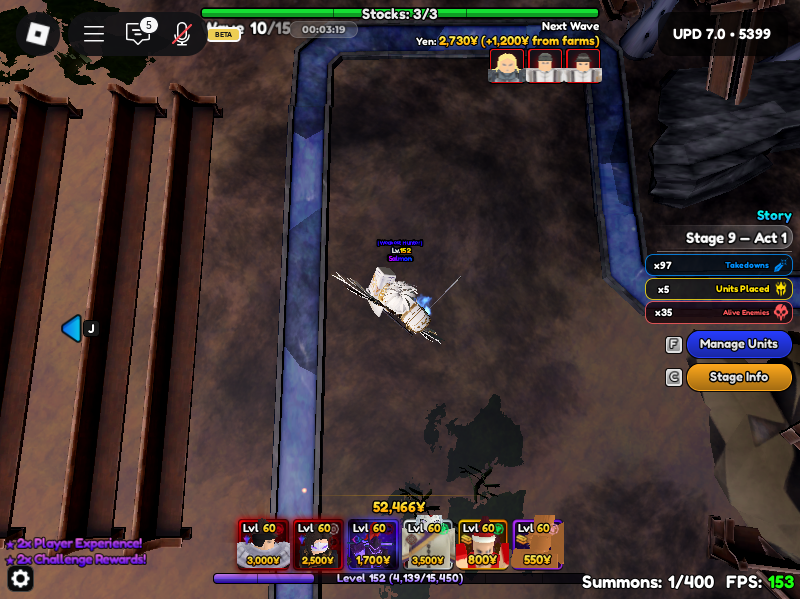 Stocks: 3/3
5
BETA
Wave 10/15
00:03:19
Next Wave
Yen: 2,730¥ (+1,200¥ from farms)
UPD 7.0 • 5399
Lv.152
Story
Stage 9 – Act 1
x97 Takedowns
x5 Units Placed
x35 Alive Enemies
J
F Manage Units
C Stage Info
52,466¥
Lvl 60 Lvl 60 Lvl 60 Lvl 60 Lvl 60 Lvl 60
3,000¥ 2,500¥ 1,700¥ 3,500¥ 800¥ 550¥
2x Player Experience!
2x Challenge Rewards!
Level 152 (4,139/15,450)
Summons: 1/400 FPS: 153